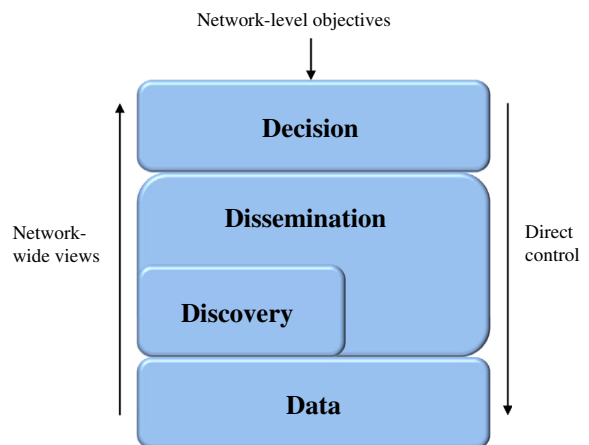 Network-level objectives
Decision
Dissemination
Network-
wide views
Direct
control
Discovery
Data